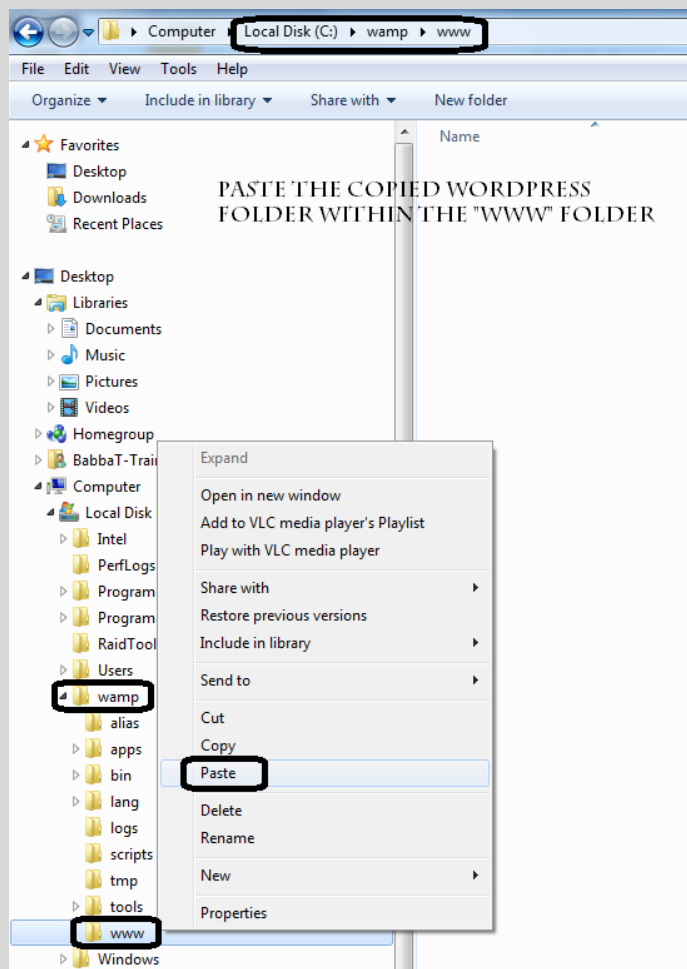 Computer Local Disk (C:) wamp www
File Edit View Tools Help
Organize Include in library Share with New folder
Name
Favorites
Desktop
Downloads
Recent Places
PASTE THE COPIED WORDPRESS
FOLDER WITHIN THE "WWW" FOLDER
Desktop
Libraries
Documents
Music
Pictures
Videos
Homegroup
BabbaT-Trai
Computer
Local Disk
Intel
PerfLogs
Program
Program
RaidTool
Users
wamp
alias
apps
bin
lang
logs
scripts
tmp
tools
www
Windows
Expand
Open in new window
Add to VLC media player's Playlist
Play with VLC media player
Share with
Restore previous versions
Include in library
Send to
Cut
Copy
Paste
Delete
Rename
New
Properties